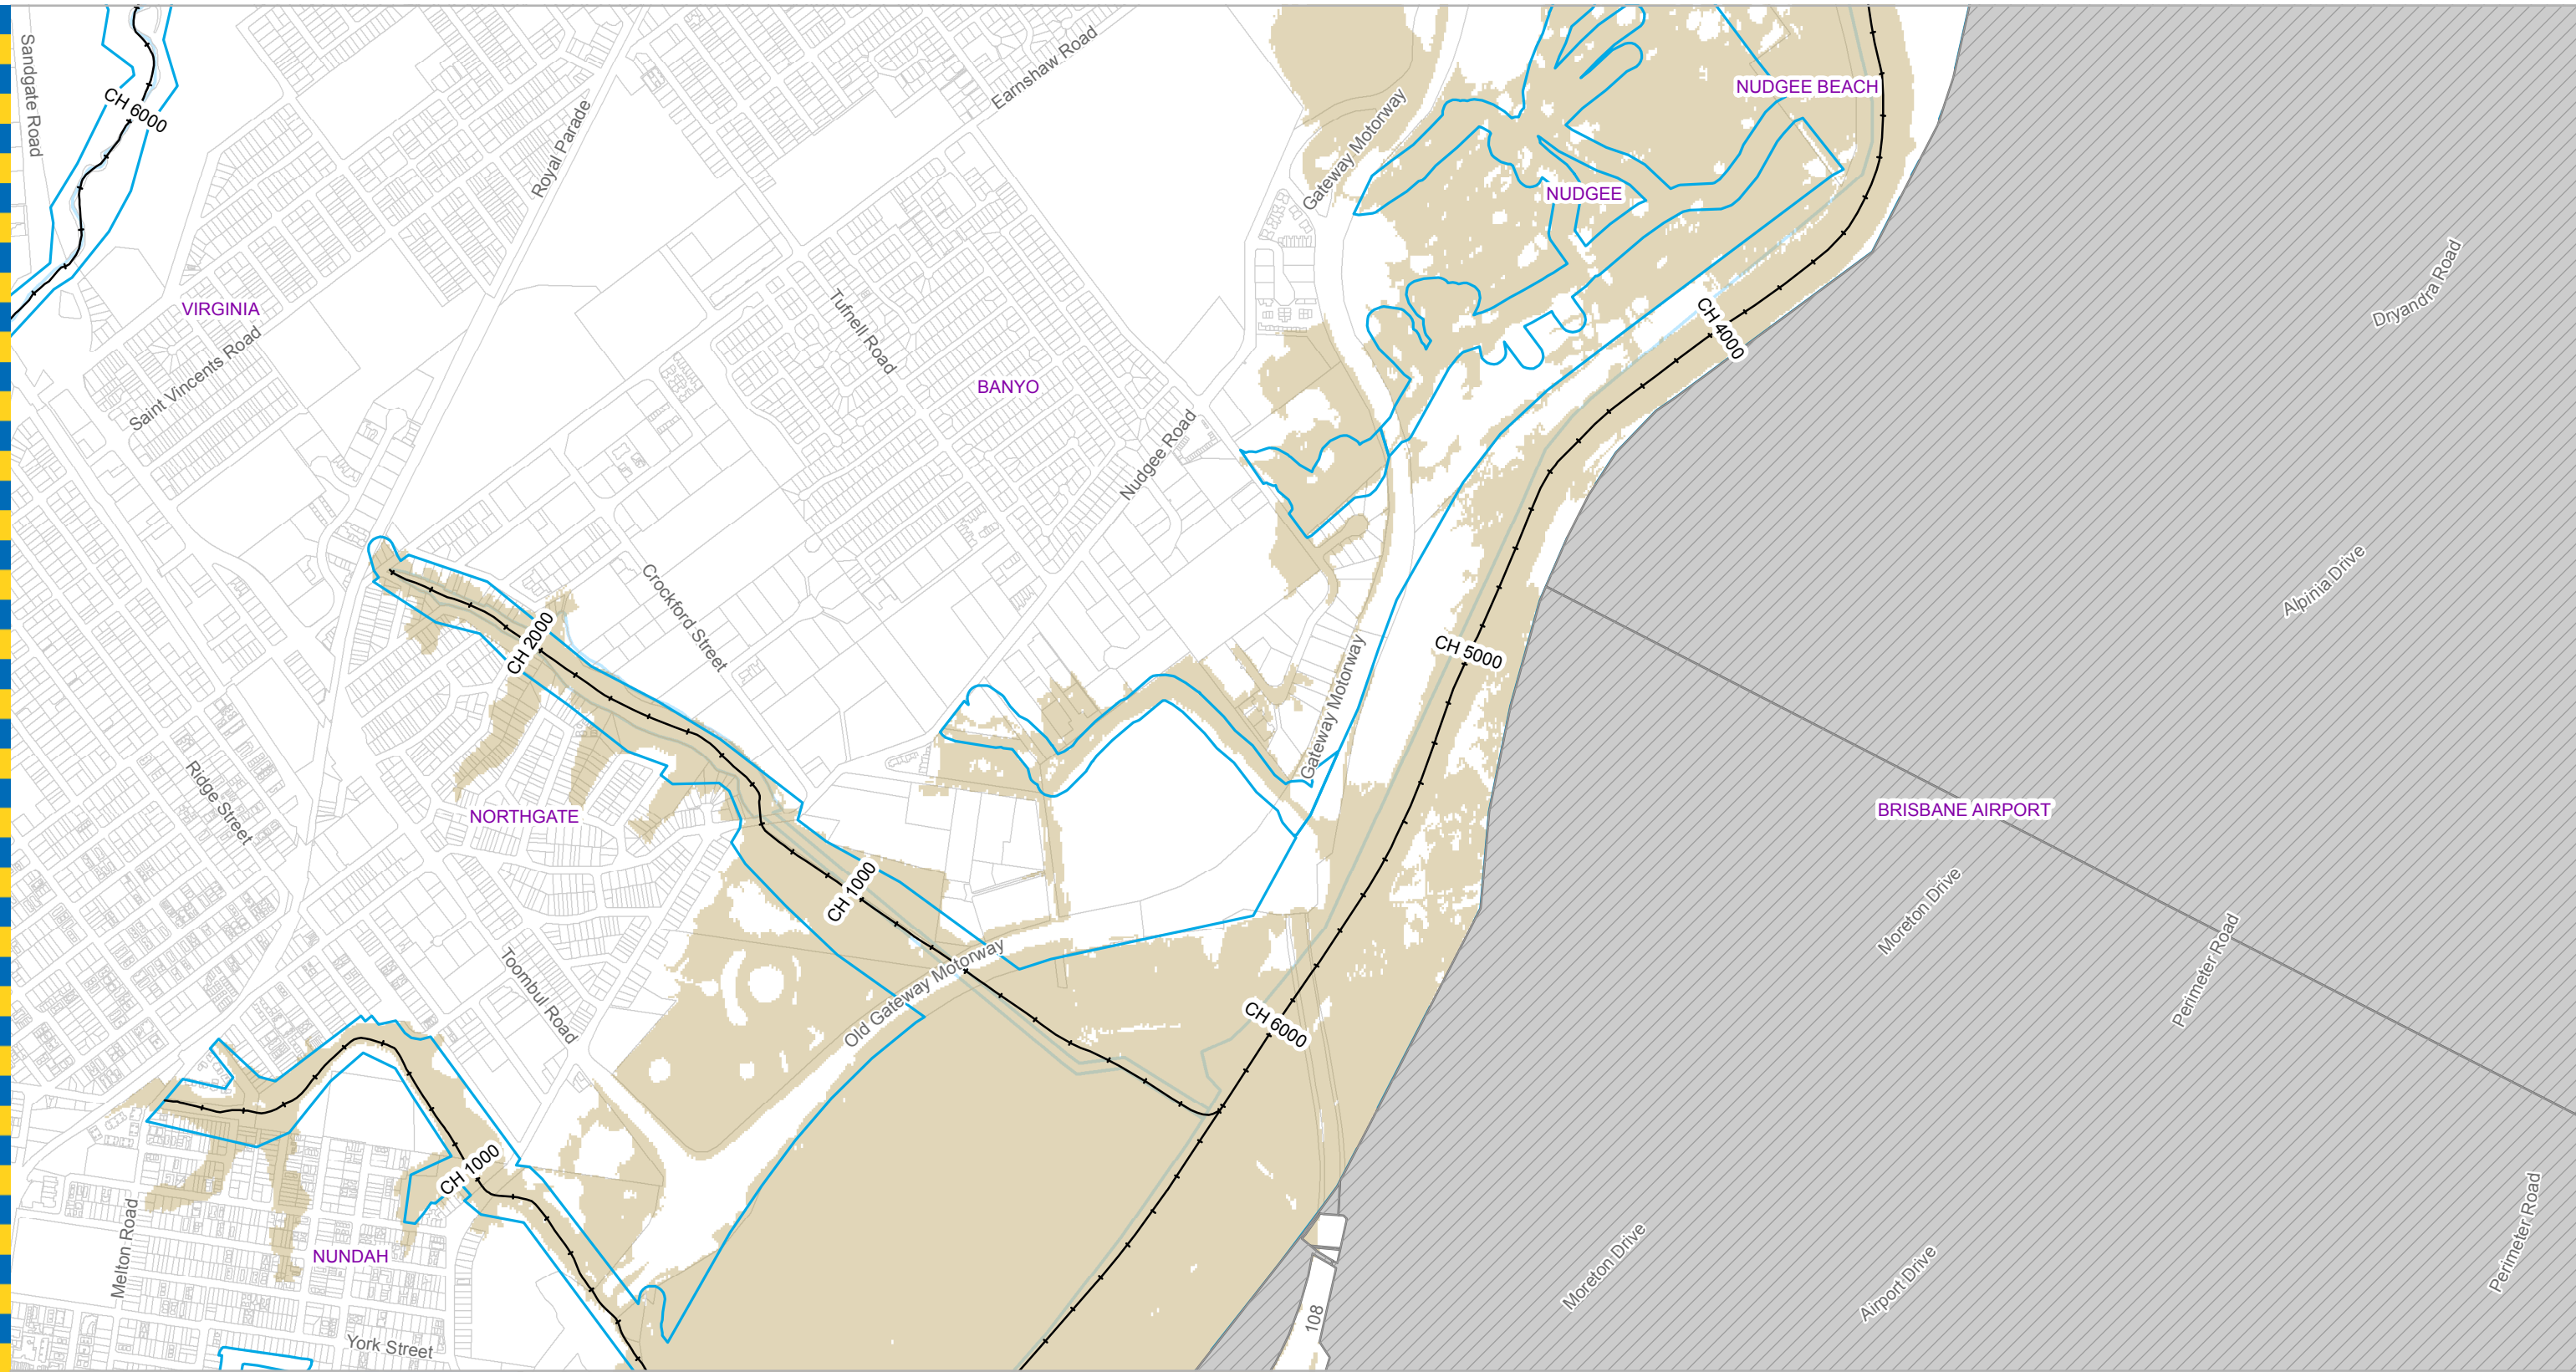 Sandgate Road
CH 6000
Royal Parade
Earnshaw Road
Gateway Motorway
NUDGEE BEACH
NUDGEE
VIRGINIA
Saint Vincents Road
Tufnell Road
BANYO
Nudgee Road
CH 4000
Dryandra Road
Alpinia Drive
CH 2000
Crockford Street
CH 5000
Gateway Motorway
Ridge Street
NORTHGATE
BRISBANE AIRPORT
CH 1000
Moreton Drive
Perimeter Road
Toombul Road
Old Gateway Motorway
CH 6000
CH 1000
Melton Road
NUNDAH
York Street
108
Moreton Drive
Airport Drive
Perimeter Road